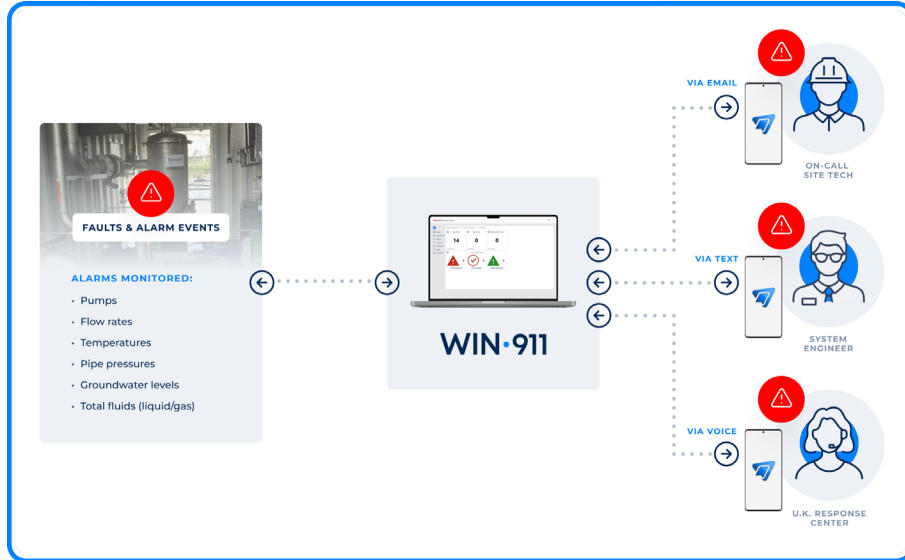 FAULTS & ALARM EVENTS
ALARMS MONITORED:
• Pumps
• Flow rates
• Temperatures
• Pipe pressures
• Groundwater levels
• Total fluids (liquid/gas)
14
0
0
WIN•911
VIA EMAIL
ON-CALL
SITE TECH
VIA TEXT
SYSTEM
ENGINEER
VIA VOICE
U.K. RESPONSE
CENTER